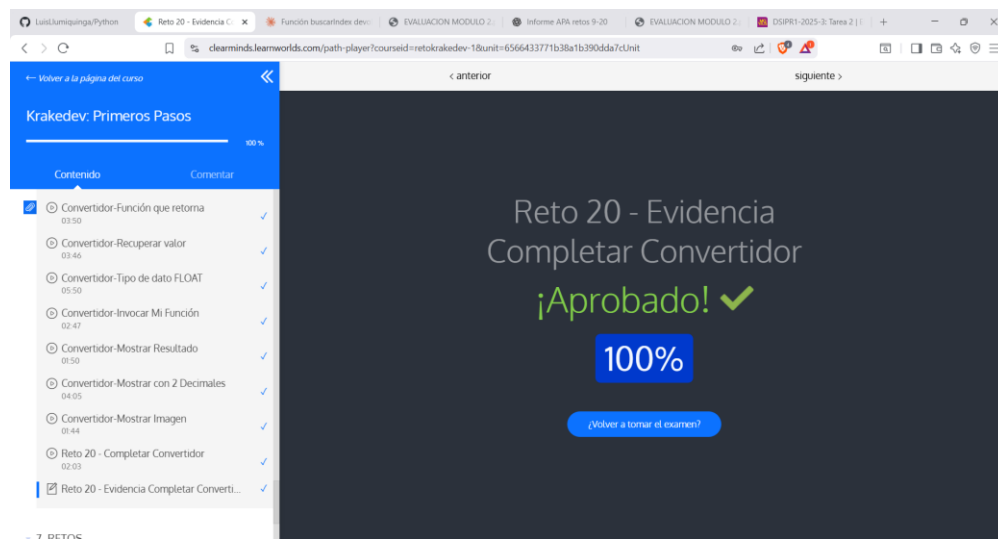 LuisLlumiquinga/Python
Reto 20 - Evidencia C
Función buscarIndex deve
EVALUACION MODULO 2.
Informe APA retos 9-20
EVALUACION MODULO 2.
DSIPR1-2025-3: Tarea 2 |
clearminds.learnworlds.com/path-player?courseid=retokrakedev-1&unit=6566433771b38a1b390dda7cUnit
← Volver a la página del curso
< anterior
siguiente >
Krakedev: Primeros Pasos
100 %
Contenido
Comentar
Convertidor-Función que retorna
03:50
Convertidor-Recuperar valor
03:46
Convertidor-Tipo de dato FLOAT
05:50
Convertidor-Invocar Mi Función
02:47
Convertidor-Mostrar Resultado
01:50
Convertidor-Mostrar con 2 Decimales
04:05
Convertidor-Mostrar Imagen
01:44
Reto 20 - Completar Convertidor
02:03
Reto 20 - Evidencia Completar Converti...
7. RETOS
Reto 20 - Evidencia
Completar Convertidor
¡Aprobado!
100%
¿Volver a tomar el examen?